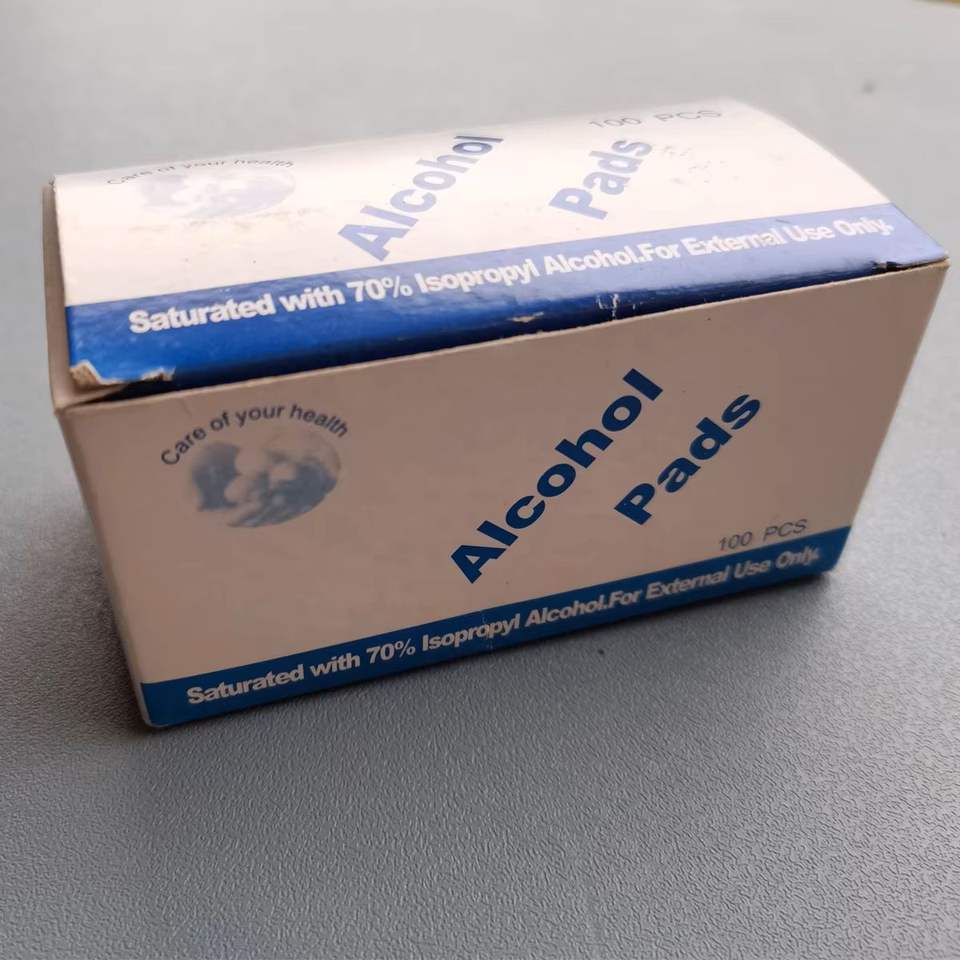 Care of your health
100 PCS
Alcohol
Pads
Saturated with 70% Isopropyl Alcohol.For External Use Only.
Care of your health
Alcohol
Pads
100 PCS
Saturated with 70% Isopropyl Alcohol.For External Use Only.